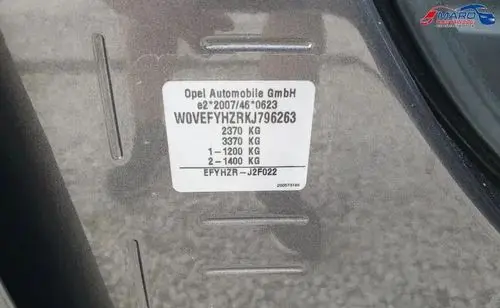 MARO
Opel Automobile GmbH
e2*2007/46*0623
W0VEFYHZRKJ796263
2370 KG
3370 KG
1-1200 KG
2-1400 KG
EFYHZR-J2F022